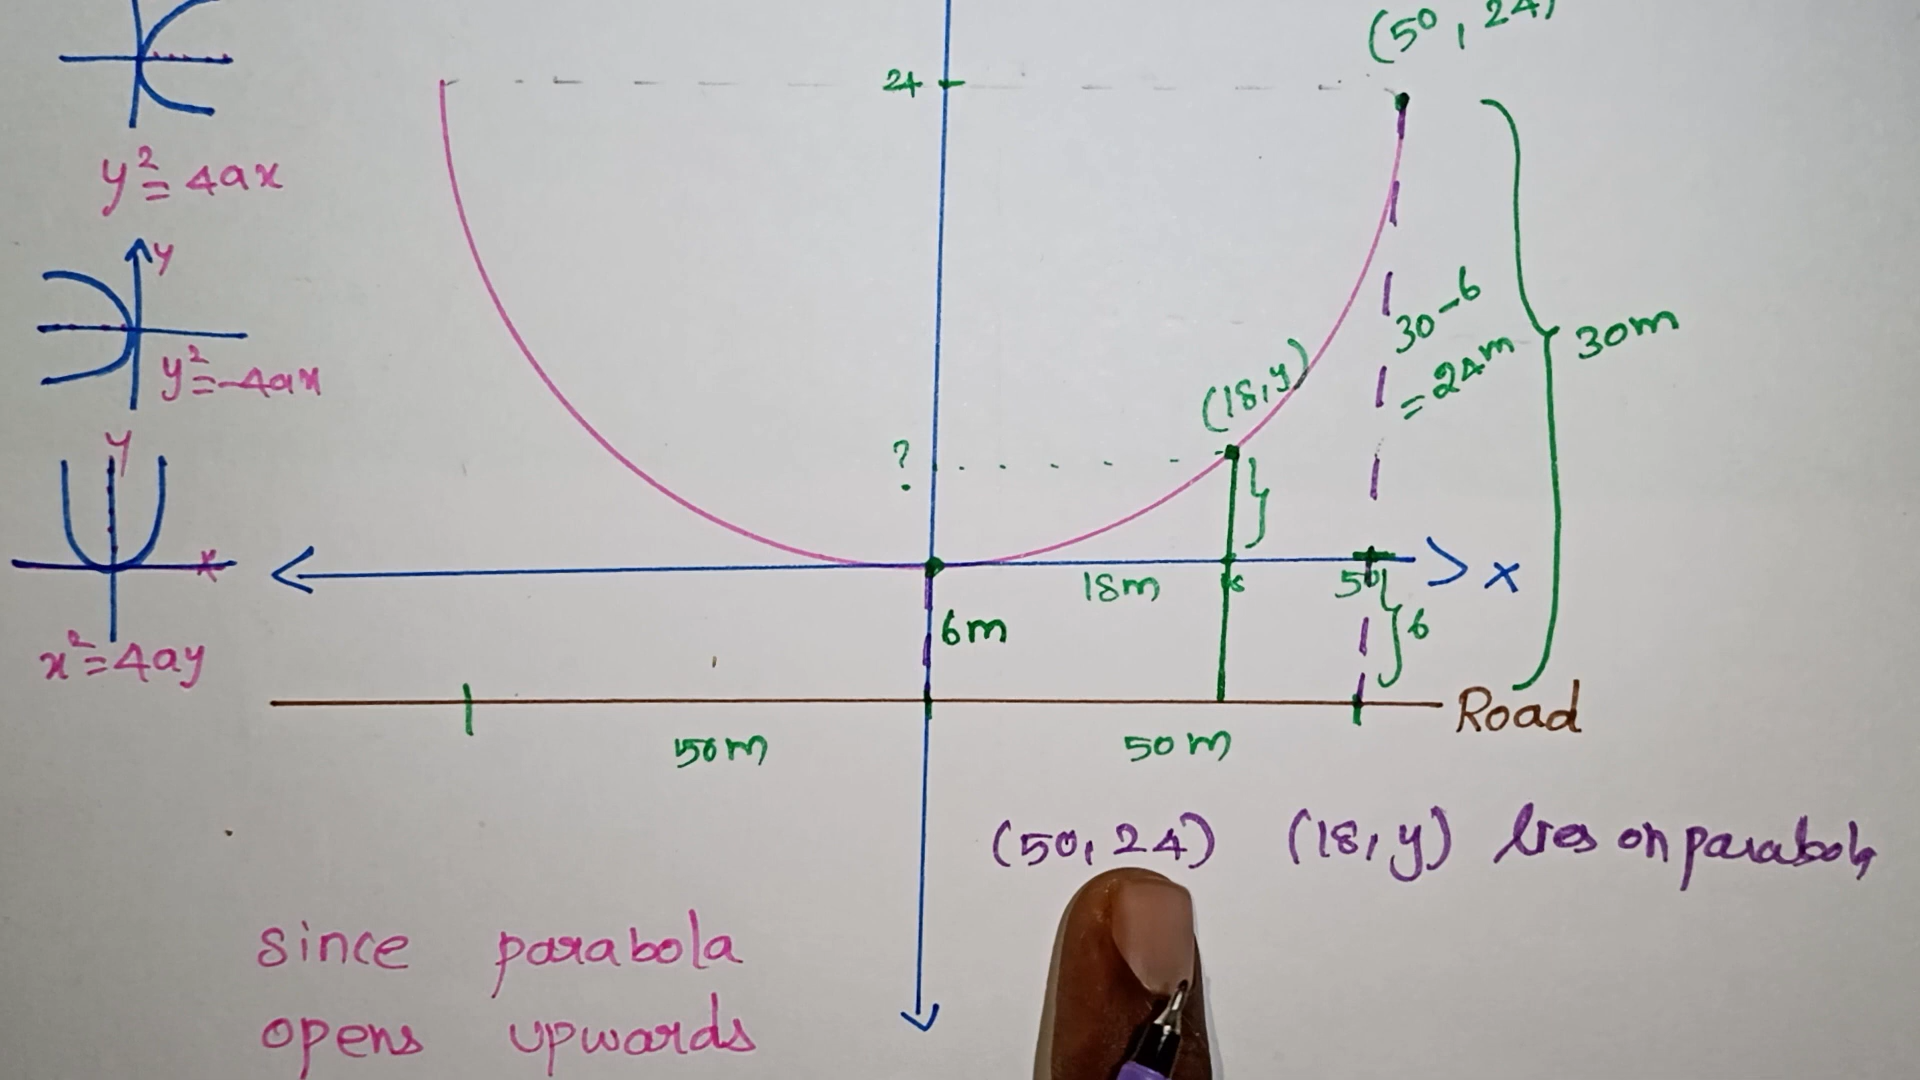 (50, 24)
24
y² = 4ax
y
30-6
= 24m
30m
y² = -4ax
(18, y)
y
?
y
x
x
18m
18
50
6m
6
x² = 4ay
Road
50m
50m
(50, 24) (18, y) lies on parabola
since parabola
opens upwards